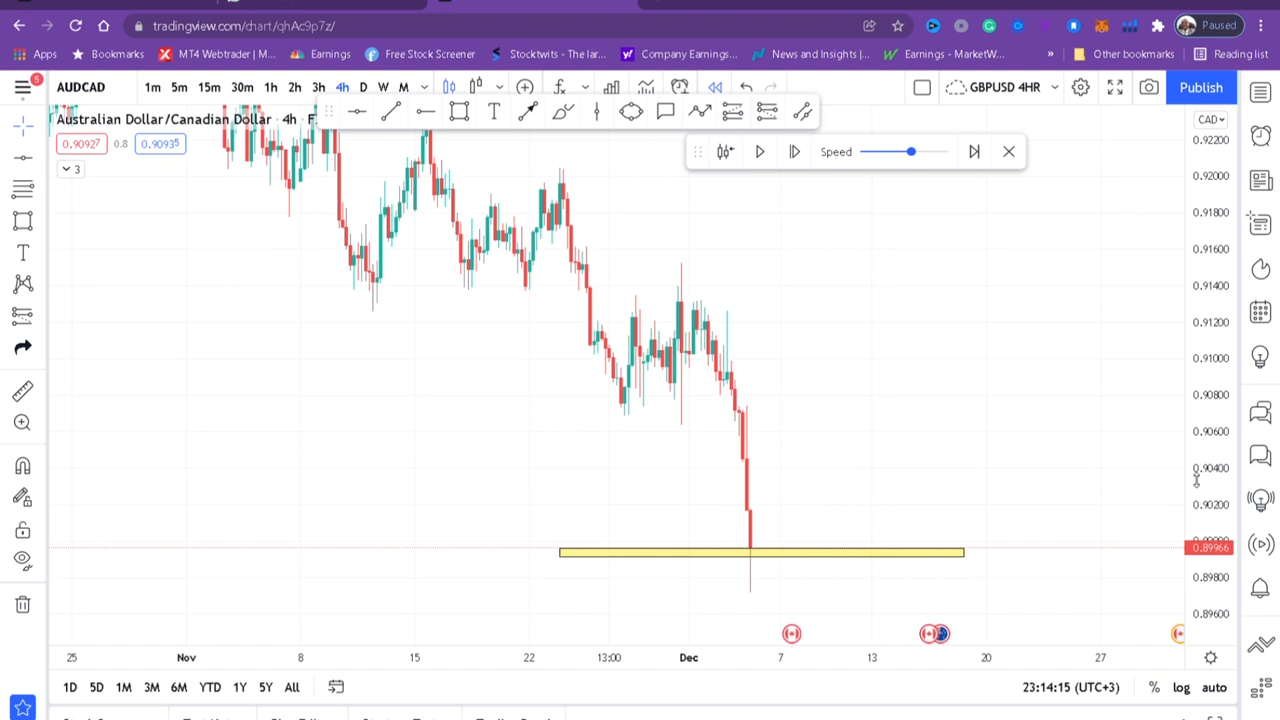 tradingview.com/chart/qhAc9p7z/
Paused
Apps
Bookmarks
MT4 Webtrader | M...
Earnings
Free Stock Screener
Stocktwits - The lar...
Company Earnings...
News and Insights |...
Earnings - MarketW...
»
Other bookmarks
Reading list
5
AUDCAD
1m 5m 15m 30m 1h 2h 3h 4h D W M
GBPUSD 4HR
Publish
Australian Dollar/Canadian Dollar · 4h · F
CAD
0.90927 0.8 0.90935
3
Speed
0.92200
0.92000
0.91800
0.91600
0.91400
0.91200
0.91000
0.90800
0.90600
0.90400
0.90200
0.89966
0.89800
0.89600
25 Nov 8 15 22 13:00 Dec 7 13 20 27
1D 5D 1M 3M 6M YTD 1Y 5Y All
23:14:15 (UTC+3) % log auto